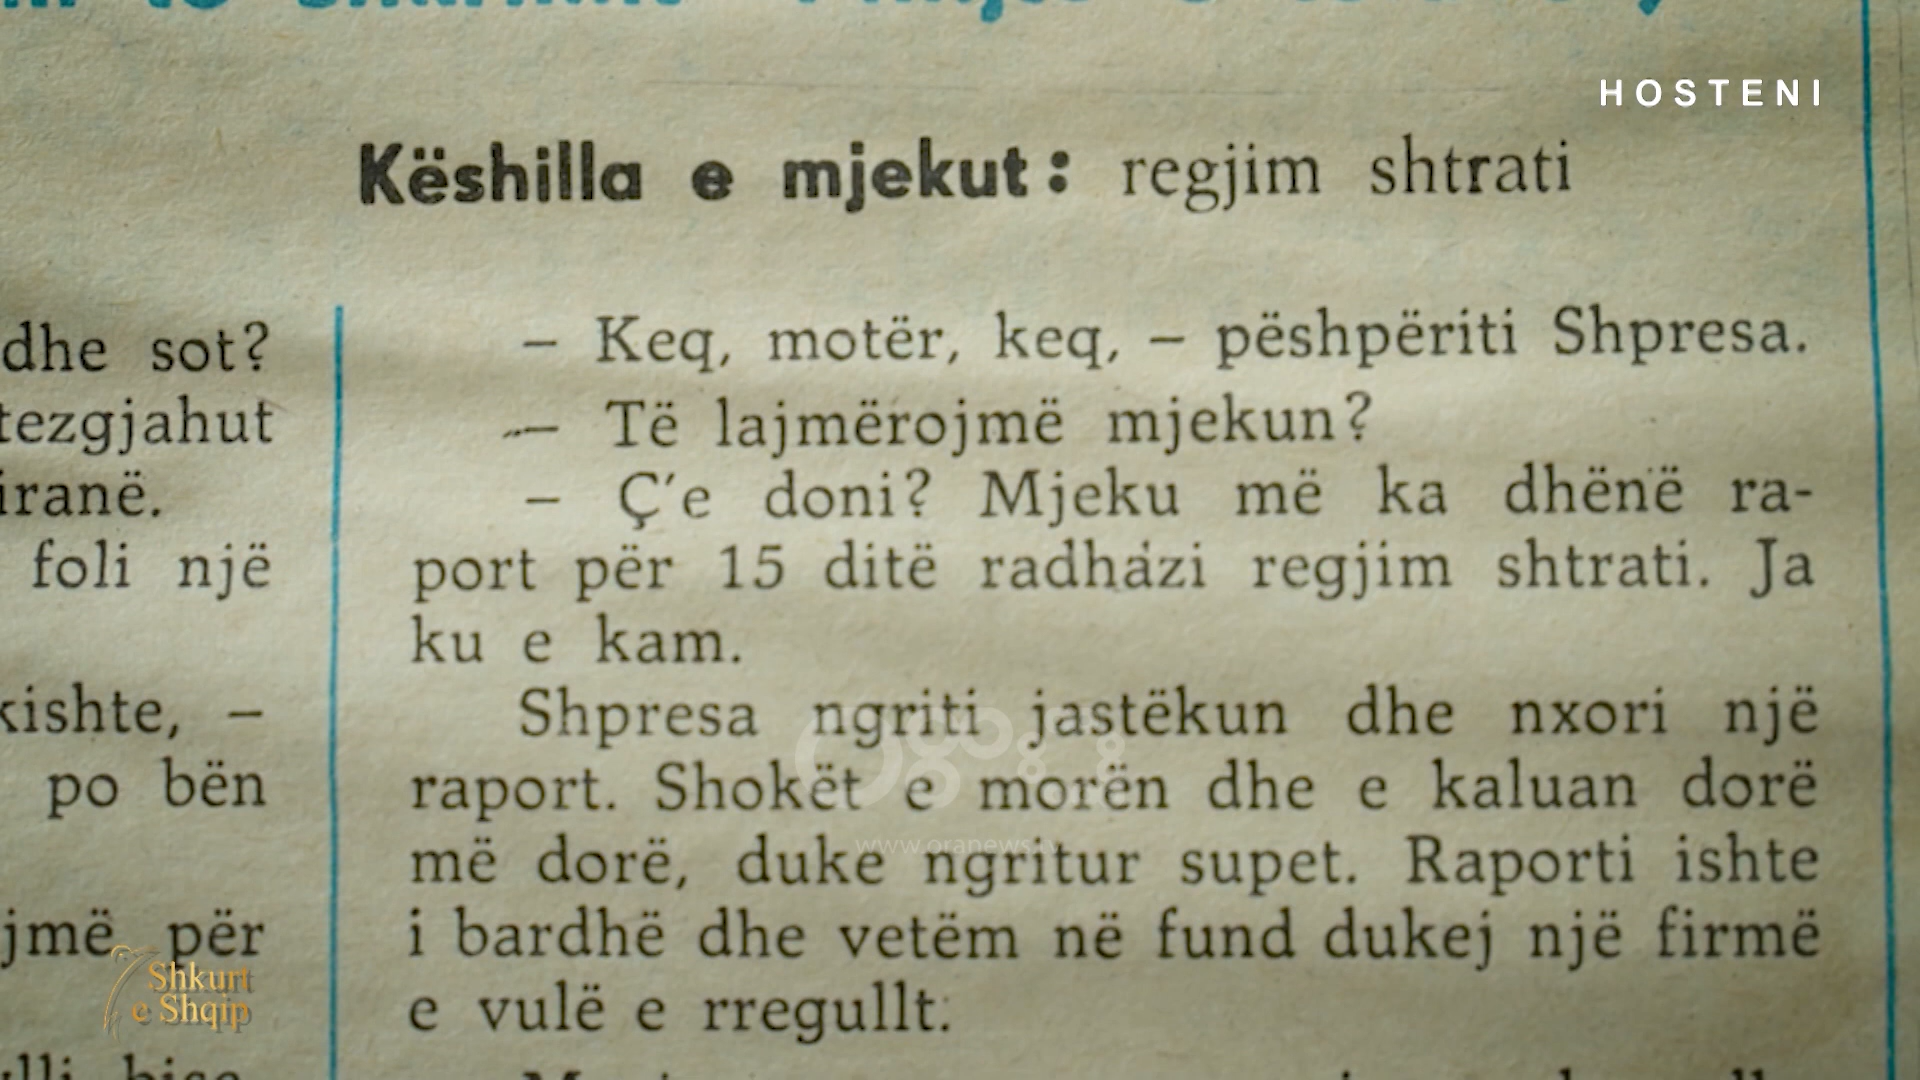 HOSTENI
Këshilla e mjekut: regjim shtrati
dhe sot?
tezgjahut
iranë.
foli një
kishte, –
po bën
jmë për
– Keq, motër, keq, – pëshpëriti Shpresa.
— Të lajmërojmë mjekun?
– Ç'e doni? Mjeku më ka dhënë ra-
port për 15 ditë radhazi regjim shtrati. Ja
ku e kam.
Shpresa ngriti jastëkun dhe nxori një
raport. Shokët e morën dhe e kaluan dorë
më dorë, duke ngritur supet. Raporti ishte
i bardhë dhe vetëm në fund dukej një firmë
e vulë e rregullt.
www.oranews.tv
Shkurt
e Shqip